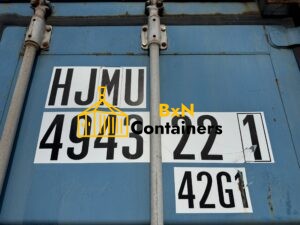 HJMU
4943 22 1
42G1
BxN
Containers